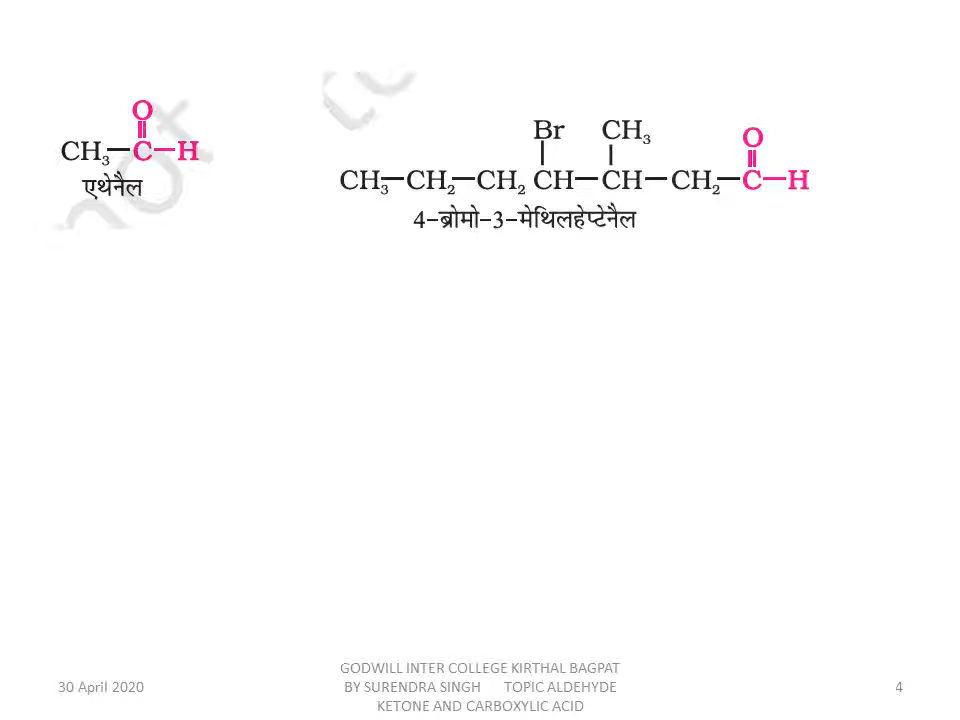 O
CH₃—C—H
एथेनैल
Br CH₃ O
CH₃—CH₂—CH₂ CH—CH—CH₂—C—H
4-ब्रोमो-3-मेथिलहेप्टेनैल
30 April 2020
GODWILL INTER COLLEGE KIRTHAL BAGPAT
BY SURENDRA SINGH TOPIC ALDEHYDE
KETONE AND CARBOXYLIC ACID
4